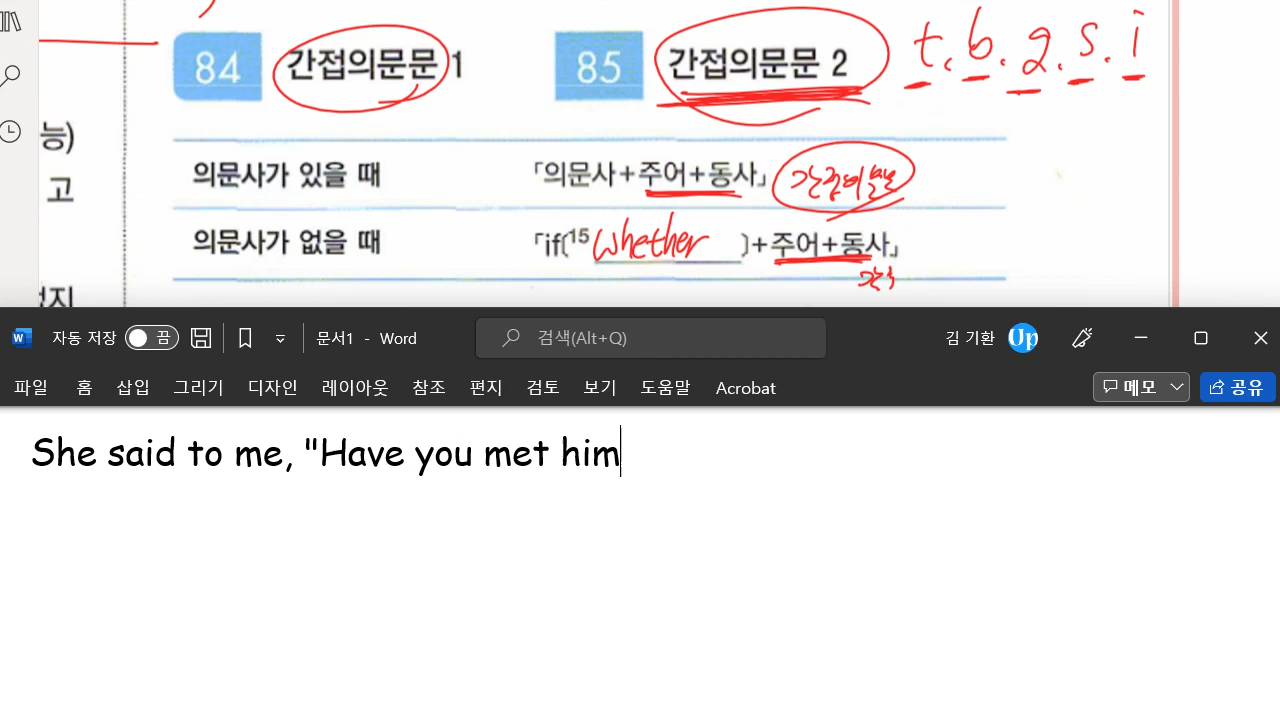 84 간접의문문 1 85 간접의문문 2 t. b. g. s. i
능)
고
의문사가 있을 때 「의문사+주어+동사」
의문사가 없을 때 「if(15 whether )+주어+동사」
자동 저장 끔 문서1 - Word 검색(Alt+Q) 김 기환 Up
파일 홈 삽입 그리기 디자인 레이아웃 참조 편지 검토 보기 도움말 Acrobat 메모 공유
She said to me, "Have you met him